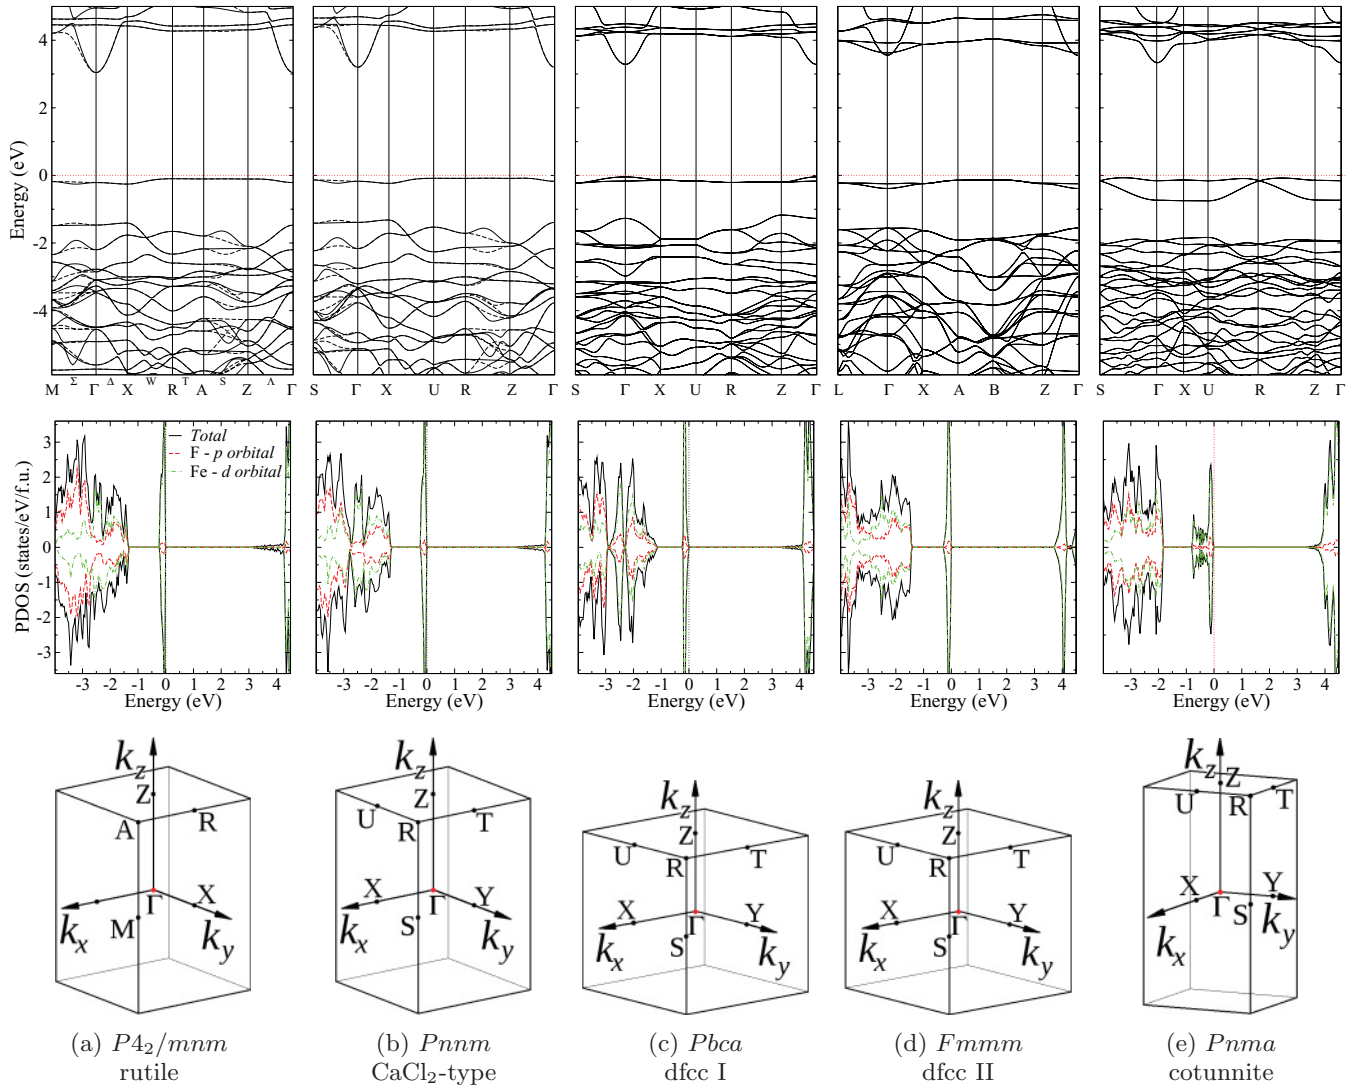 Energy (eV)
4
2
0
-2
-4
M Σ Γ Δ X W R T A S Z Λ Γ
S Γ X U R Z Γ
S Γ X U R Z Γ
L Γ X A B Z Γ
S Γ X U R Z Γ
PDOS (states/eV/f.u.)
3
2
1
0
-1
-2
-3
Total
F - p orbital
Fe - d orbital
-3 -2 -1 0 1 2 3 4
-3 -2 -1 0 1 2 3 4
-3 -2 -1 0 1 2 3 4
-3 -2 -1 0 1 2 3 4
-3 -2 -1 0 1 2 3 4
Energy (eV)
Energy (eV)
Energy (eV)
Energy (eV)
Energy (eV)
kz
Z
R
A
Γ
X
M
kx
ky
kz
Z
U
R
T
X
Γ
Y
S
kx
ky
kz
Z
U
R
T
X
Γ
Y
S
kx
ky
kz
Z
U
R
T
X
Γ
Y
S
kx
ky
kz
Z
U
R
T
X
Γ
Y
S
kx
ky
(a) P4₂/mnm
rutile
(b) Pnnm
CaCl₂-type
(c) Pbca
dfcc I
(d) Fmmm
dfcc II
(e) Pnma
cotunnite